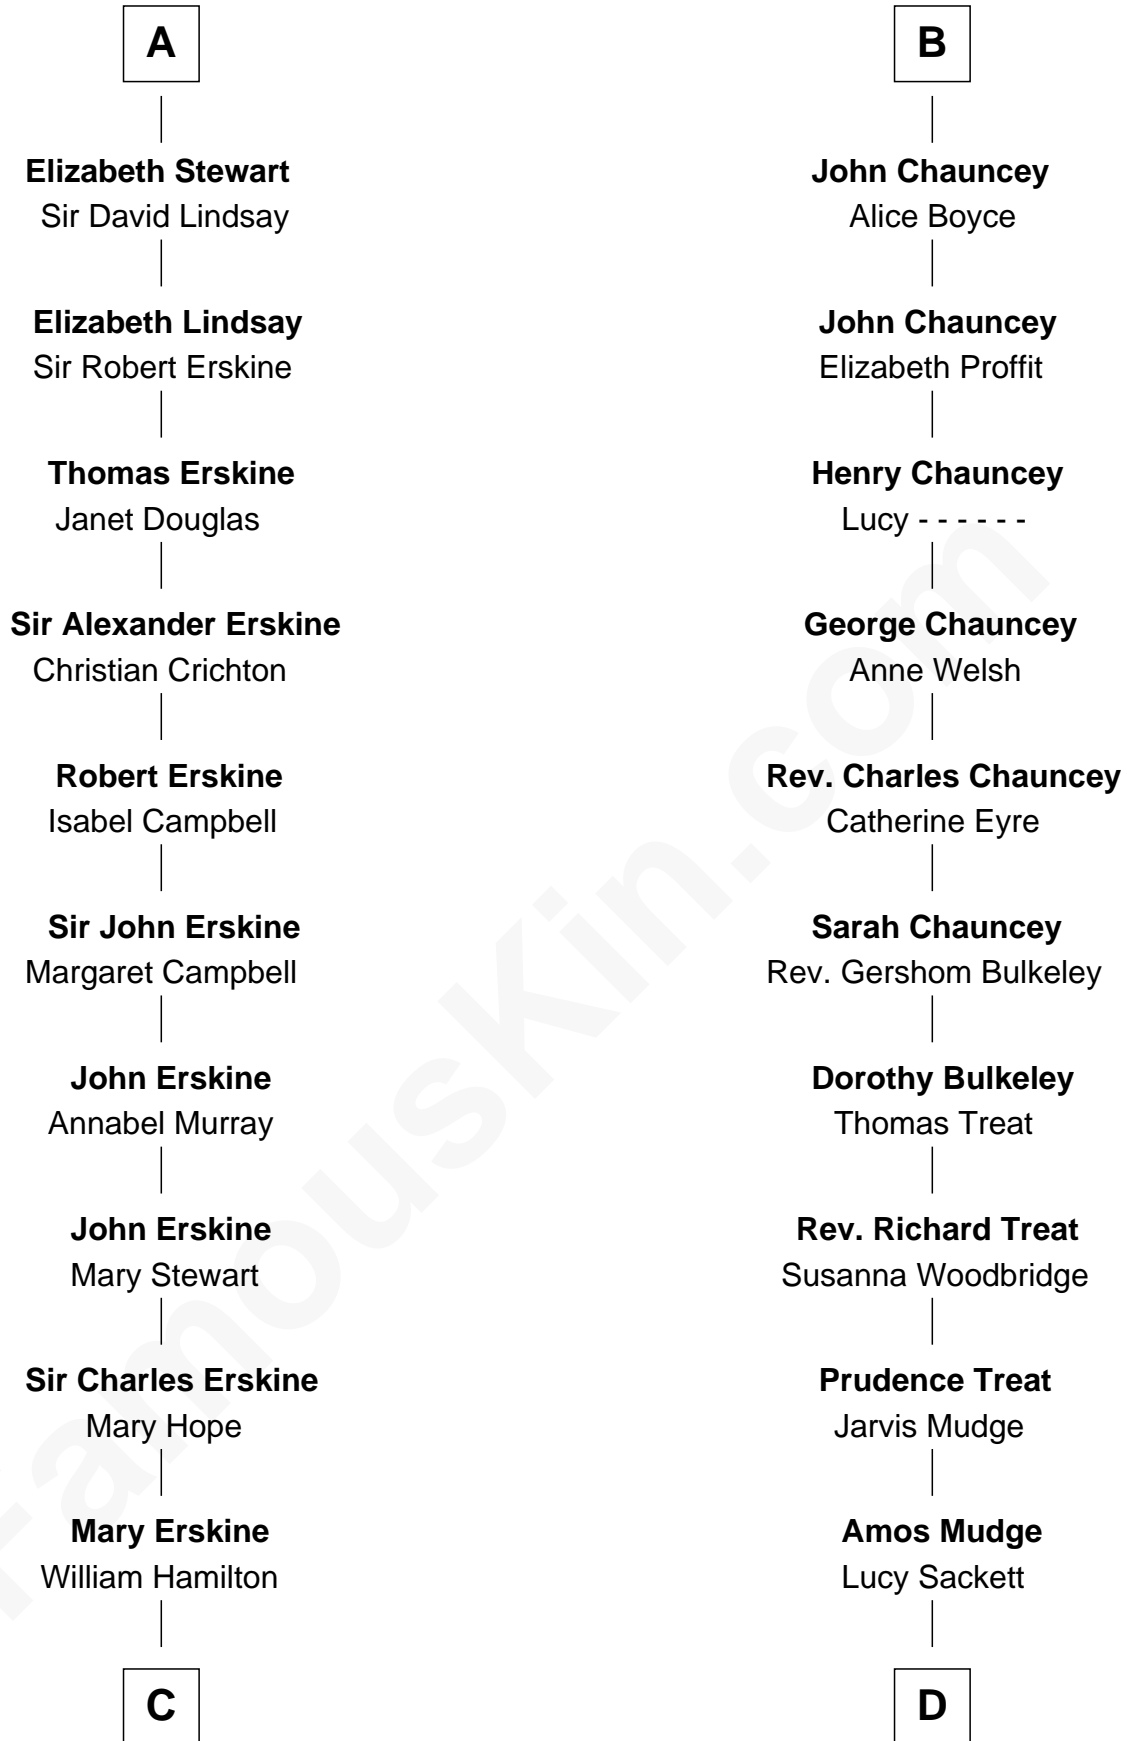 A
Elizabeth Stewart
Sir David Lindsay
Elizabeth Lindsay
Sir Robert Erskine
Thomas Erskine
Janet Douglas
Sir Alexander Erskine
Christian Crichton
Robert Erskine
Isabel Campbell
Sir John Erskine
Margaret Campbell
John Erskine
Annabel Murray
John Erskine
Mary Stewart
Sir Charles Erskine
Mary Hope
Mary Erskine
William Hamilton
C
B
John Chauncey
Alice Boyce
John Chauncey
Elizabeth Proffit
Henry Chauncey
Lucy - - - - - -
George Chauncey
Anne Welsh
Rev. Charles Chauncey
Catherine Eyre
Sarah Chauncey
Rev. Gershom Bulkeley
Dorothy Bulkeley
Thomas Treat
Rev. Richard Treat
Susanna Woodbridge
Prudence Treat
Jarvis Mudge
Amos Mudge
Lucy Sackett
D
FamousKin.com